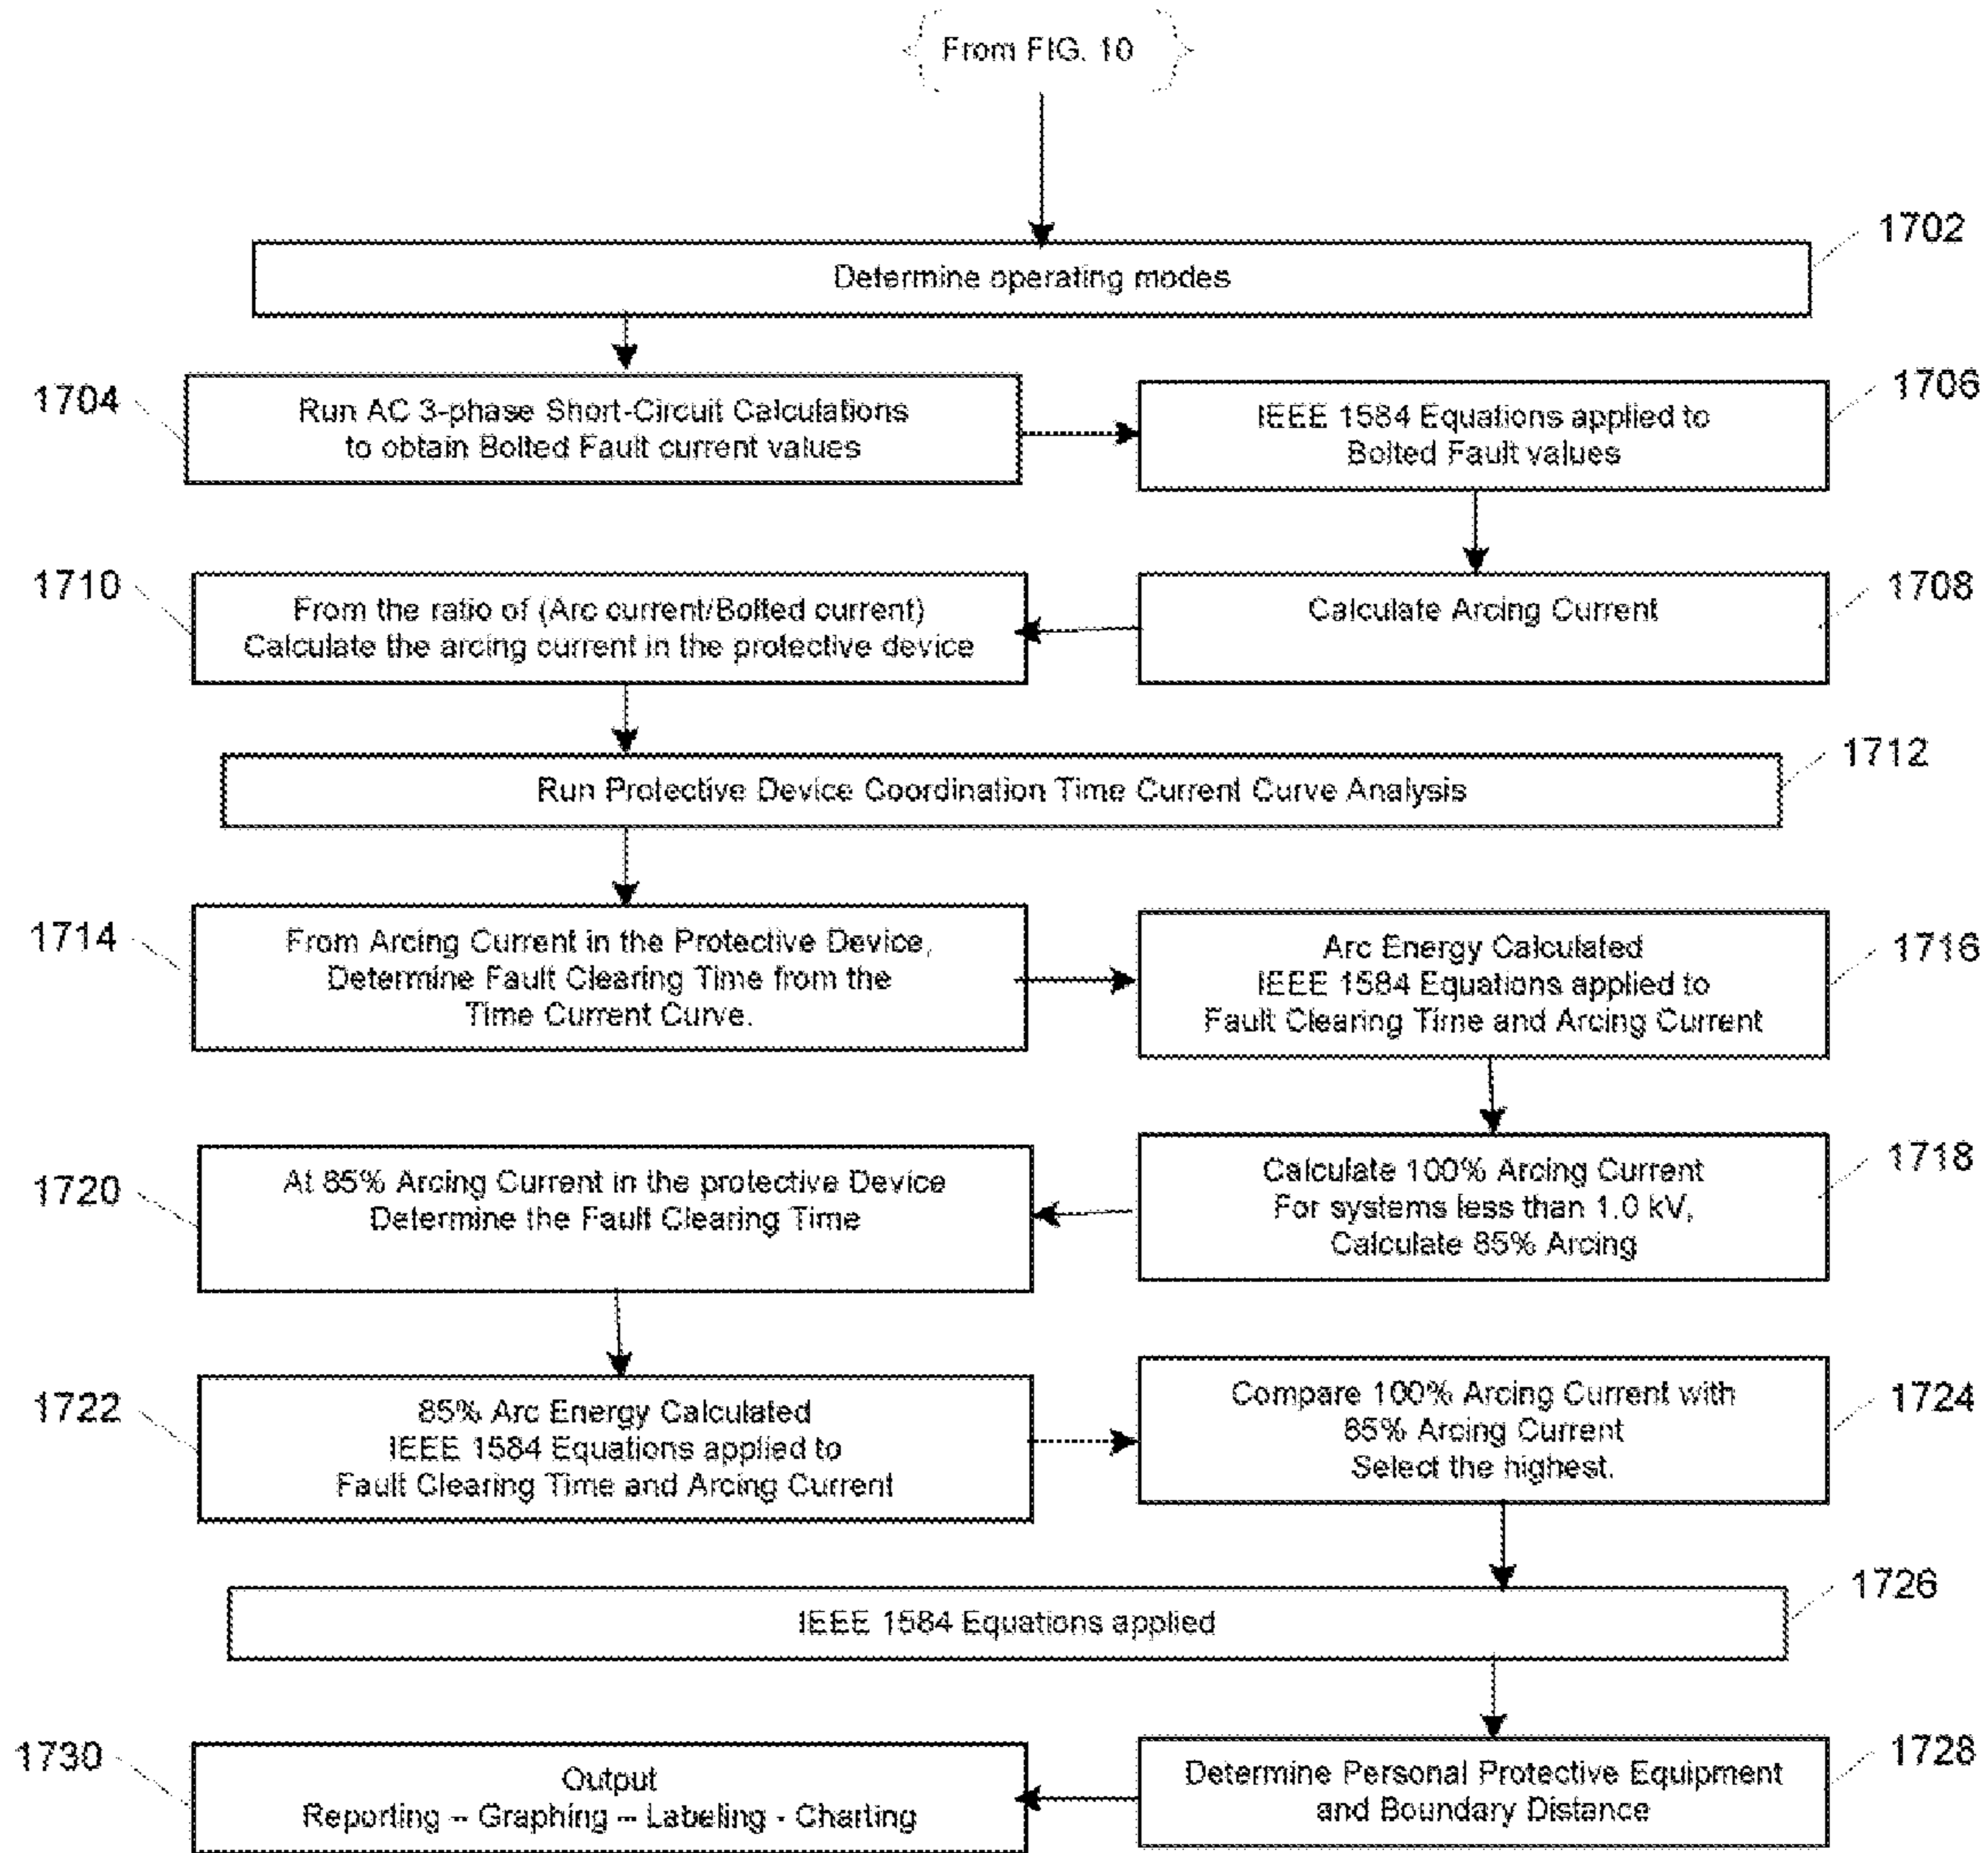 From FIG. 10
1702
Determine operating modes
1704
Run AC 3-phase Short-Circuit Calculations
to obtain Bolted Fault current values
1706
IEEE 1584 Equations applied to
Bolted Fault values
1710
From the ratio of (Arc current/Bolted current)
Calculate the arcing current in the protective device
1708
Calculate Arcing Current
1712
Run Protective Device Coordination Time Current Curve Analysis
1714
From Arcing Current in the Protective Device,
Determine Fault Clearing Time from the
Time Current Curve.
1716
Arc Energy Calculated
IEEE 1584 Equations applied to
Fault Clearing Time and Arcing Current
1720
At 85% Arcing Current in the protective Device
Determine the Fault Clearing Time
1718
Calculate 100% Arcing Current
For systems less than 1.0 kV,
Calculate 85% Arcing
1722
85% Arc Energy Calculated
IEEE 1584 Equations applied to
Fault Clearing Time and Arcing Current
1724
Compare 100% Arcing Current with
85% Arcing Current
Select the highest.
1726
IEEE 1584 Equations applied
1730
Output
Reporting – Graphing – Labeling - Charting
1728
Determine Personal Protective Equipment
and Boundary Distance